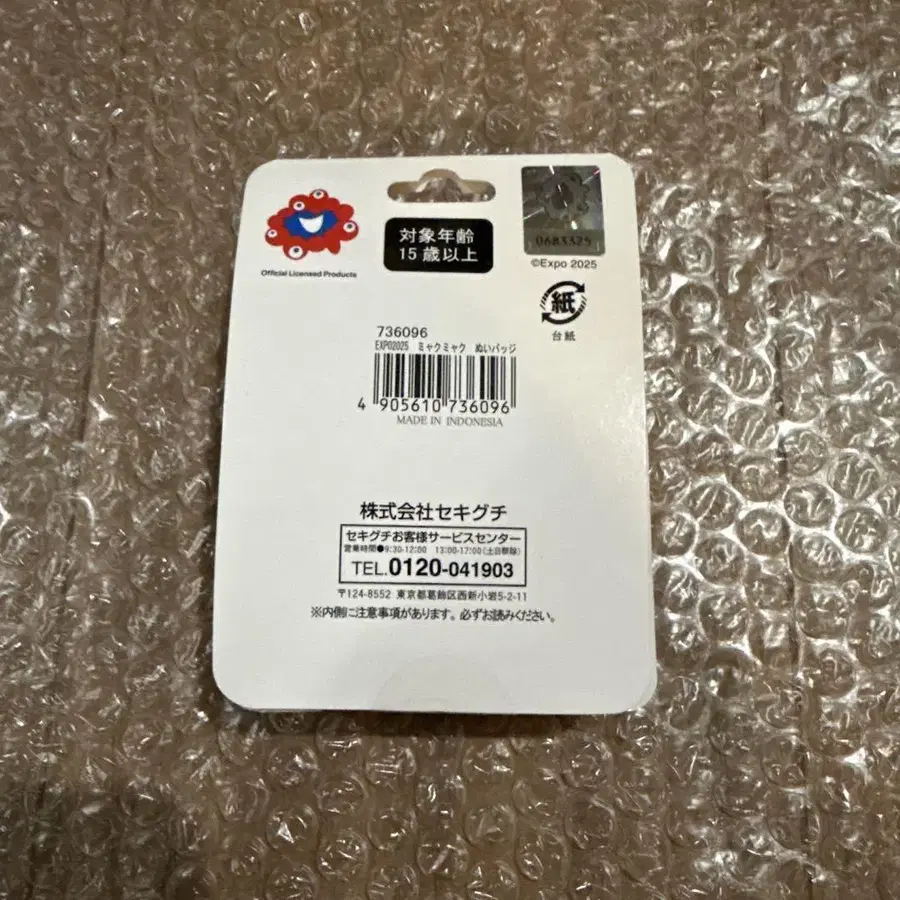 Official Licensed Products
対象年齢
15歳以上
0683329
©Expo 2025
紙
台紙
736096
EXPO2025 ミャクミャク ぬいバッジ
4 905610 736096
MADE IN INDONESIA
株式会社セキグチ
セキグチお客様サービスセンター
営業時間●9:30-12:00 13:00-17:00(土日祭除)
TEL.0120-041903
〒124-8552 東京都葛飾区西新小岩5-2-11
※内側に注意事項があります。必ずお読みください。